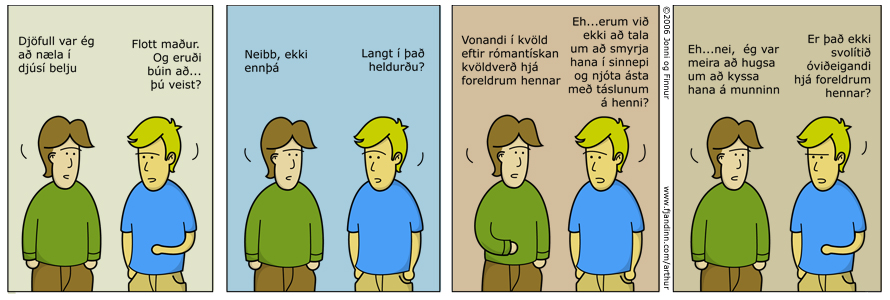 Djöfull var ég
að næla í
djúsí belju
Flott maður.
Og eruði
búin að...
þú veist?
Neibb, ekki
ennþá
Langt í það
heldurðu?
Vonandi í kvöld
eftir rómantískan
kvöldverð hjá
foreldrum hennar
Eh...erum við
ekki að tala
um að smyrja
hana í sinnepi
og njóta ásta
með táslunum
á henni?
©2006 Jonni og Finnur
www.fjandinn.com/arthur
Eh...nei, ég var
meira að hugsa
um að kyssa
hana á munninn
Er það ekki
svolítið
óviðeigandi
hjá foreldrum
hennar?